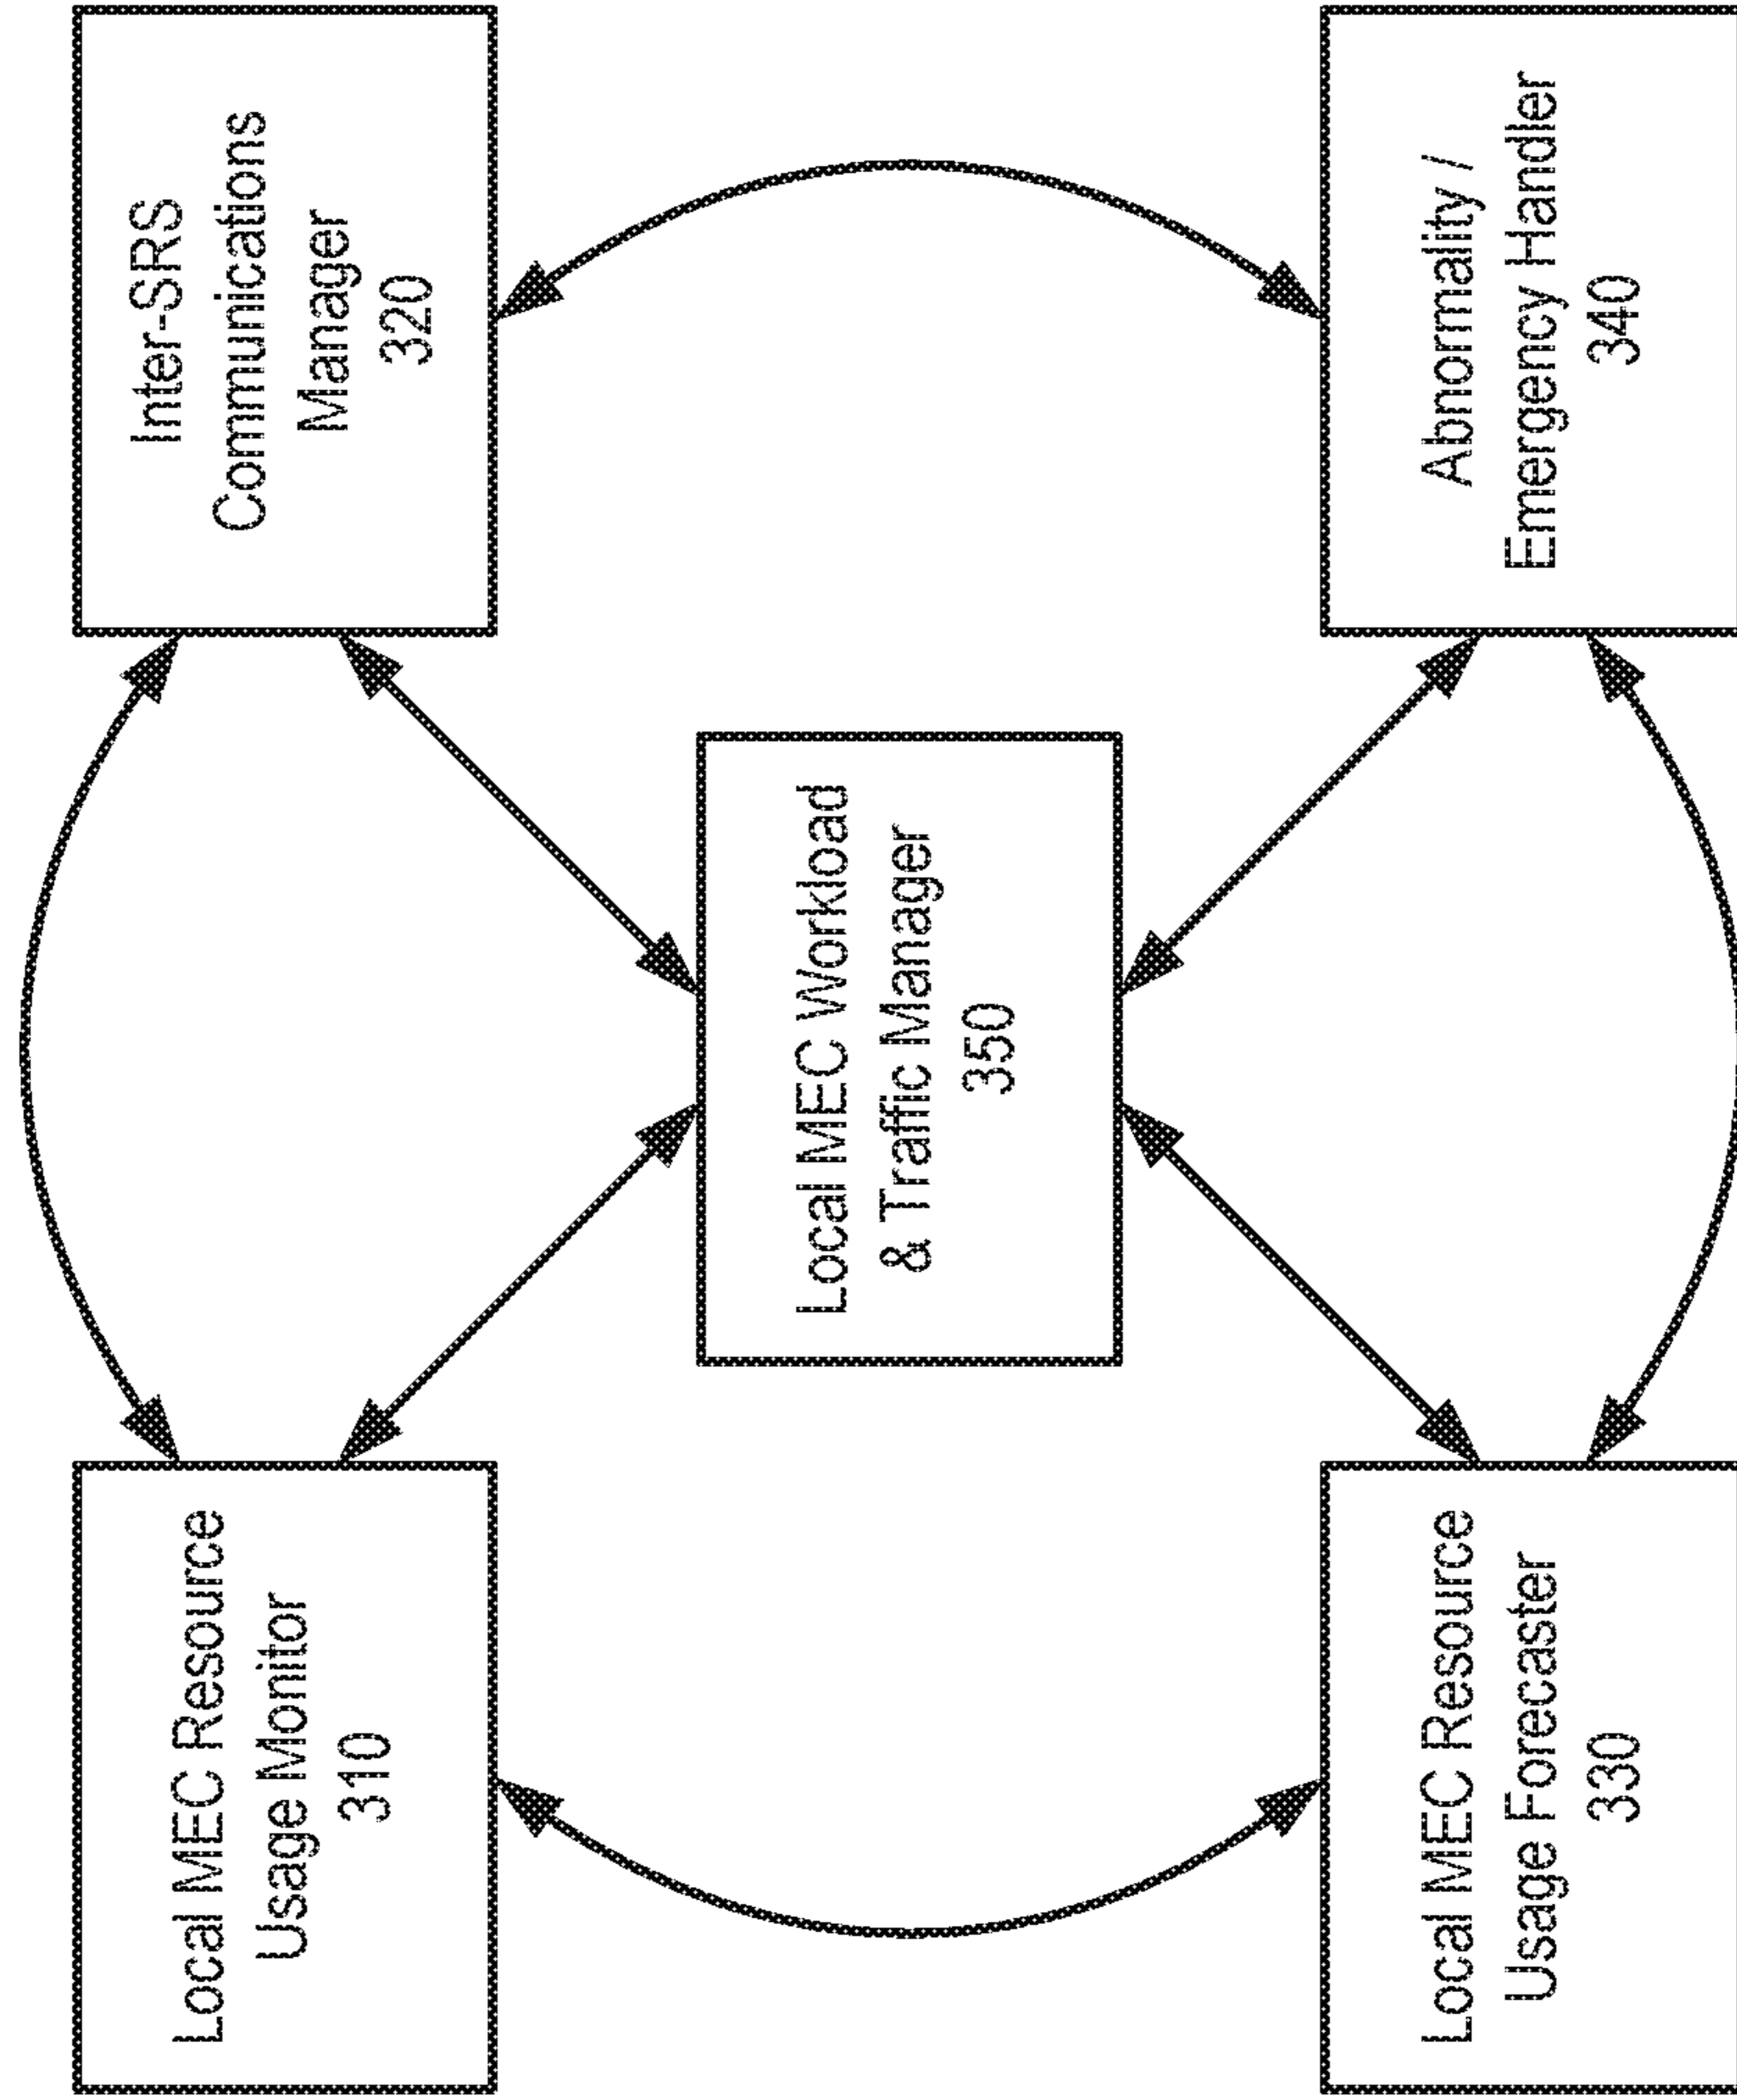 Local MEC Resource
Usage Monitor
310
Inter-SRS
Communications
Manager
320
Local MEC Workload
& Traffic Manager
350
Local MEC Resource
Usage Forecaster
330
Abnormality /
Emergency Handler
340